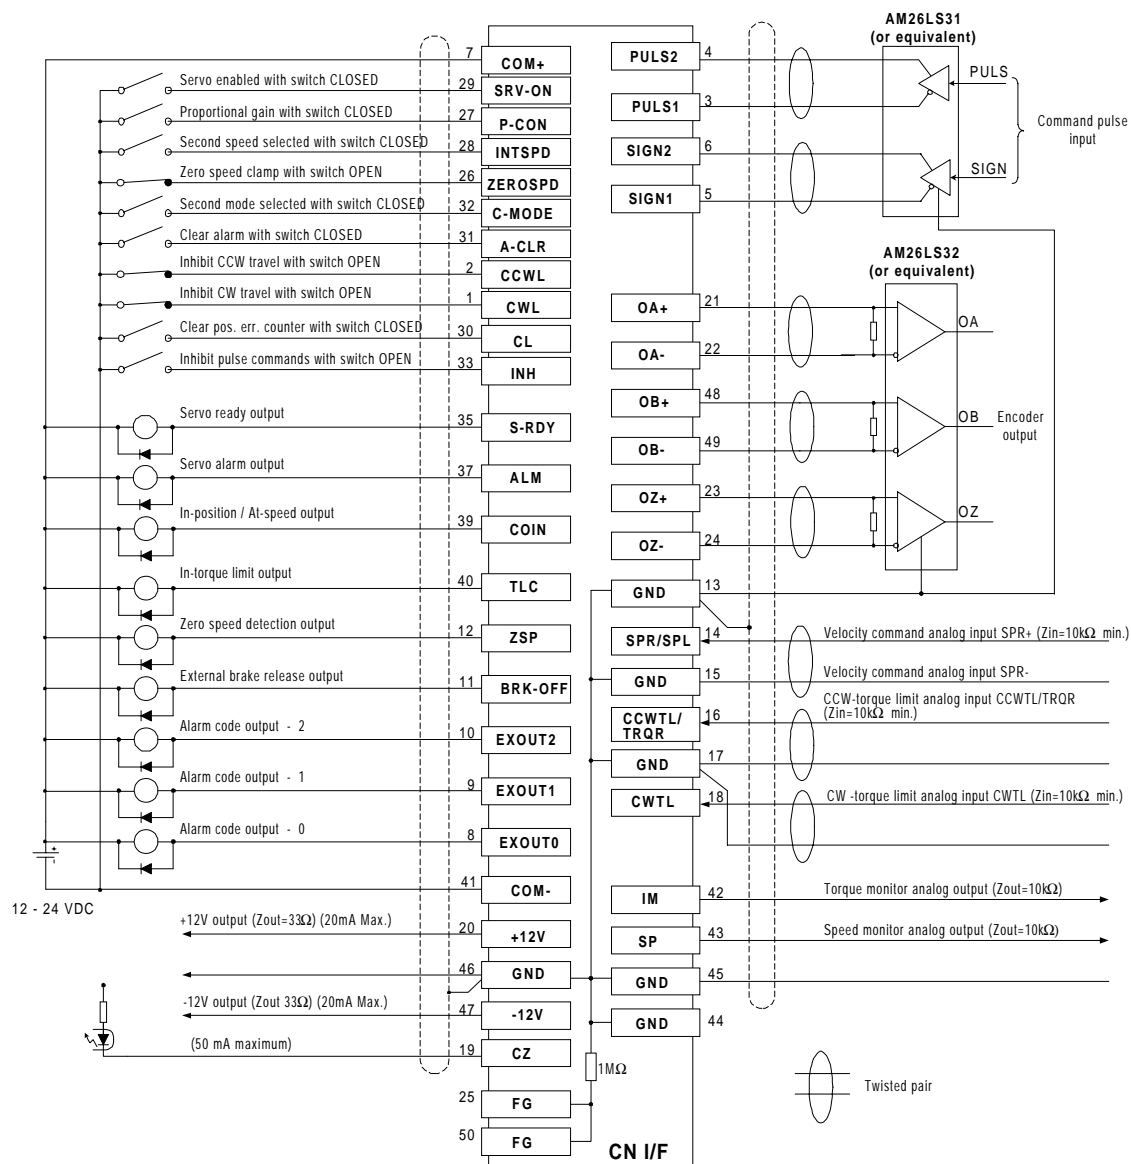 AM26LS31
(or equivalent)
7 COM+
Servo enabled with switch CLOSED 29 SRV-ON
Proportional gain with switch CLOSED 27 P-CON
Second speed selected with switch CLOSED 28 INTSPD
Zero speed clamp with switch OPEN 26 ZEROSPD
Second mode selected with switch CLOSED 32 C-MODE
Clear alarm with switch CLOSED 31 A-CLR
Inhibit CCW travel with switch OPEN 2 CCWL
Inhibit CW travel with switch OPEN 1 CWL
Clear pos. err. counter with switch CLOSED 30 CL
Inhibit pulse commands with switch OPEN 33 INH
Servo ready output 35 S-RDY
Servo alarm output 37 ALM
In-position / At-speed output 39 COIN
In-torque limit output 40 TLC
Zero speed detection output 12 ZSP
External brake release output 11 BRK-OFF
Alarm code output - 2 10 EXOUT2
Alarm code output - 1 9 EXOUT1
Alarm code output - 0 8 EXOUT0
+
-
41 COM-
12 - 24 VDC
+12V output (Zout=33Ω) (20mA Max.) 20 +12V
46 GND
-12V output (Zout 33Ω) (20mA Max.) 47 -12V
(50 mA maximum) 19 CZ
1MΩ
25 FG
50 FG
CN I/F
PULS2 4
PULS
PULS1 3
Command pulse
input
SIGN2 6
SIGN
SIGN1 5
AM26LS32
(or equivalent)
OA+ 21
OA
OA- 22
OB+ 48
OB Encoder
output
OB- 49
OZ+ 23
OZ
OZ- 24
GND 13
SPR/SPL 14 Velocity command analog input SPR+ (Zin=10kΩ min.)
GND 15 Velocity command analog input SPR-
CCWTL/
TRQR 16 CCW-torque limit analog input CCWTL/TRQR
(Zin=10kΩ min.)
GND 17
CWTL 18 CW -torque limit analog input CWTL (Zin=10kΩ min.)
IM 42 Torque monitor analog output (Zout=10kΩ)
SP 43 Speed monitor analog output (Zout=10kΩ)
GND 45
GND 44
Twisted pair